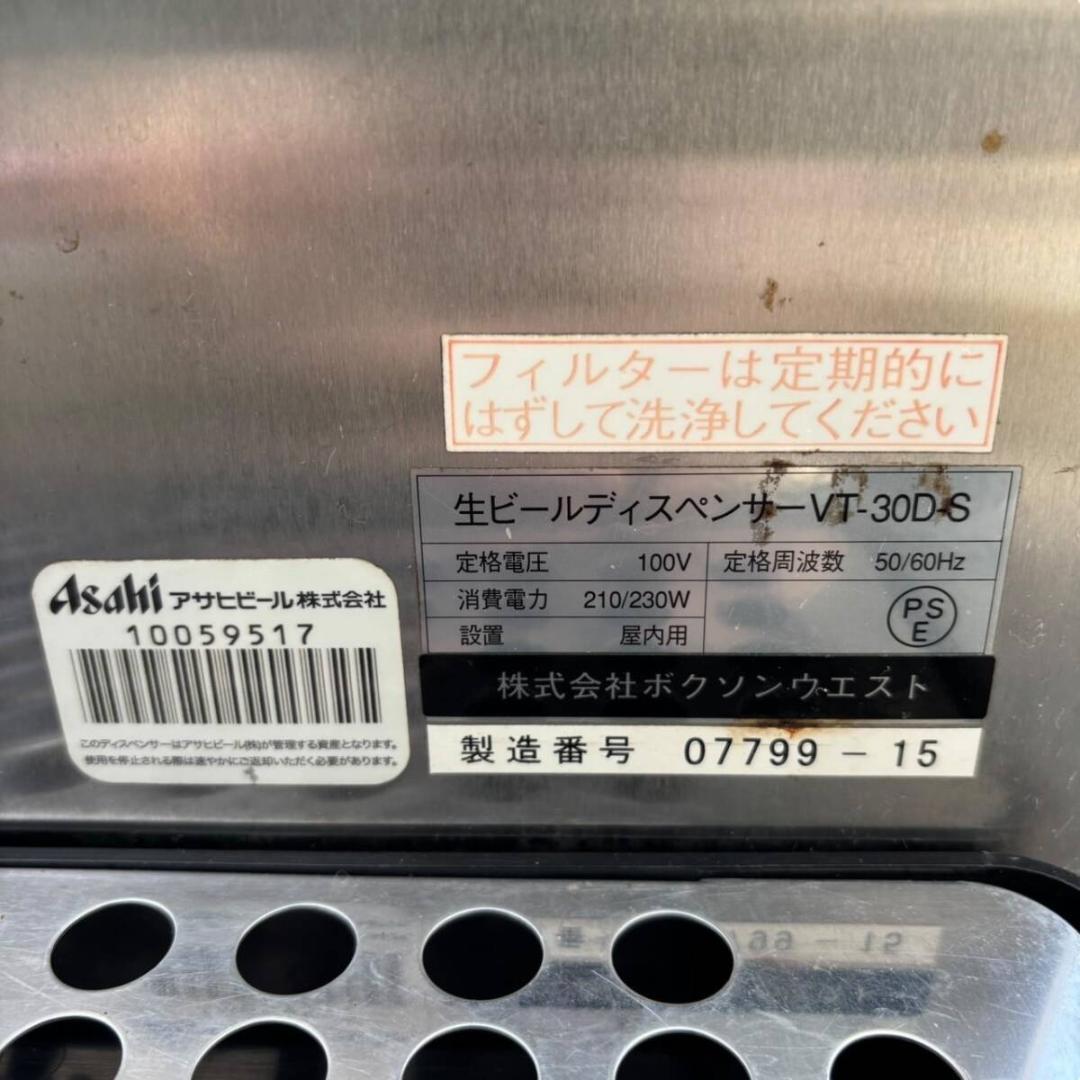 フィルターは定期的に
はずして洗浄してください
生ビールディスペンサーVT-30D-S
定格電圧 100V 定格周波数 50/60Hz
消費電力 210/230W
設置 屋内用
PS
E
株式会社ボクソンウエスト
製造番号 07799-15
Asahi アサヒビール株式会社
10059517
このディスペンサーはアサヒビール(株)が管理する資産となります。
使用を停止される際は速やかにご返却いただく必要があります。